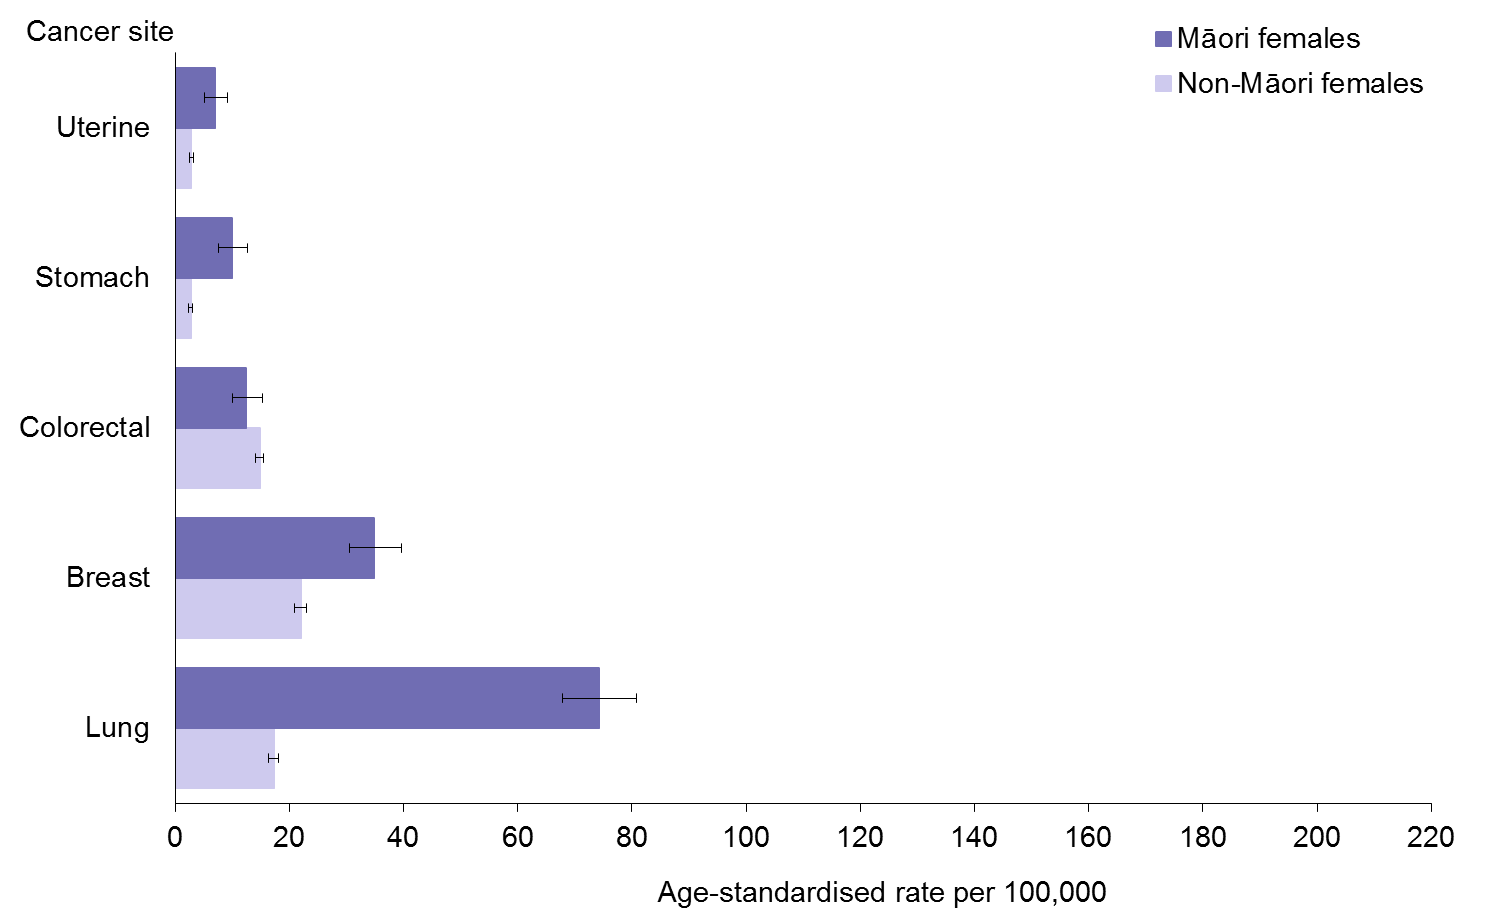 Cancer site
Māori females
Non-Māori females
Uterine
Stomach
Colorectal
Breast
Lung
0 20 40 60 80 100 120 140 160 180 200 220
Age-standardised rate per 100,000